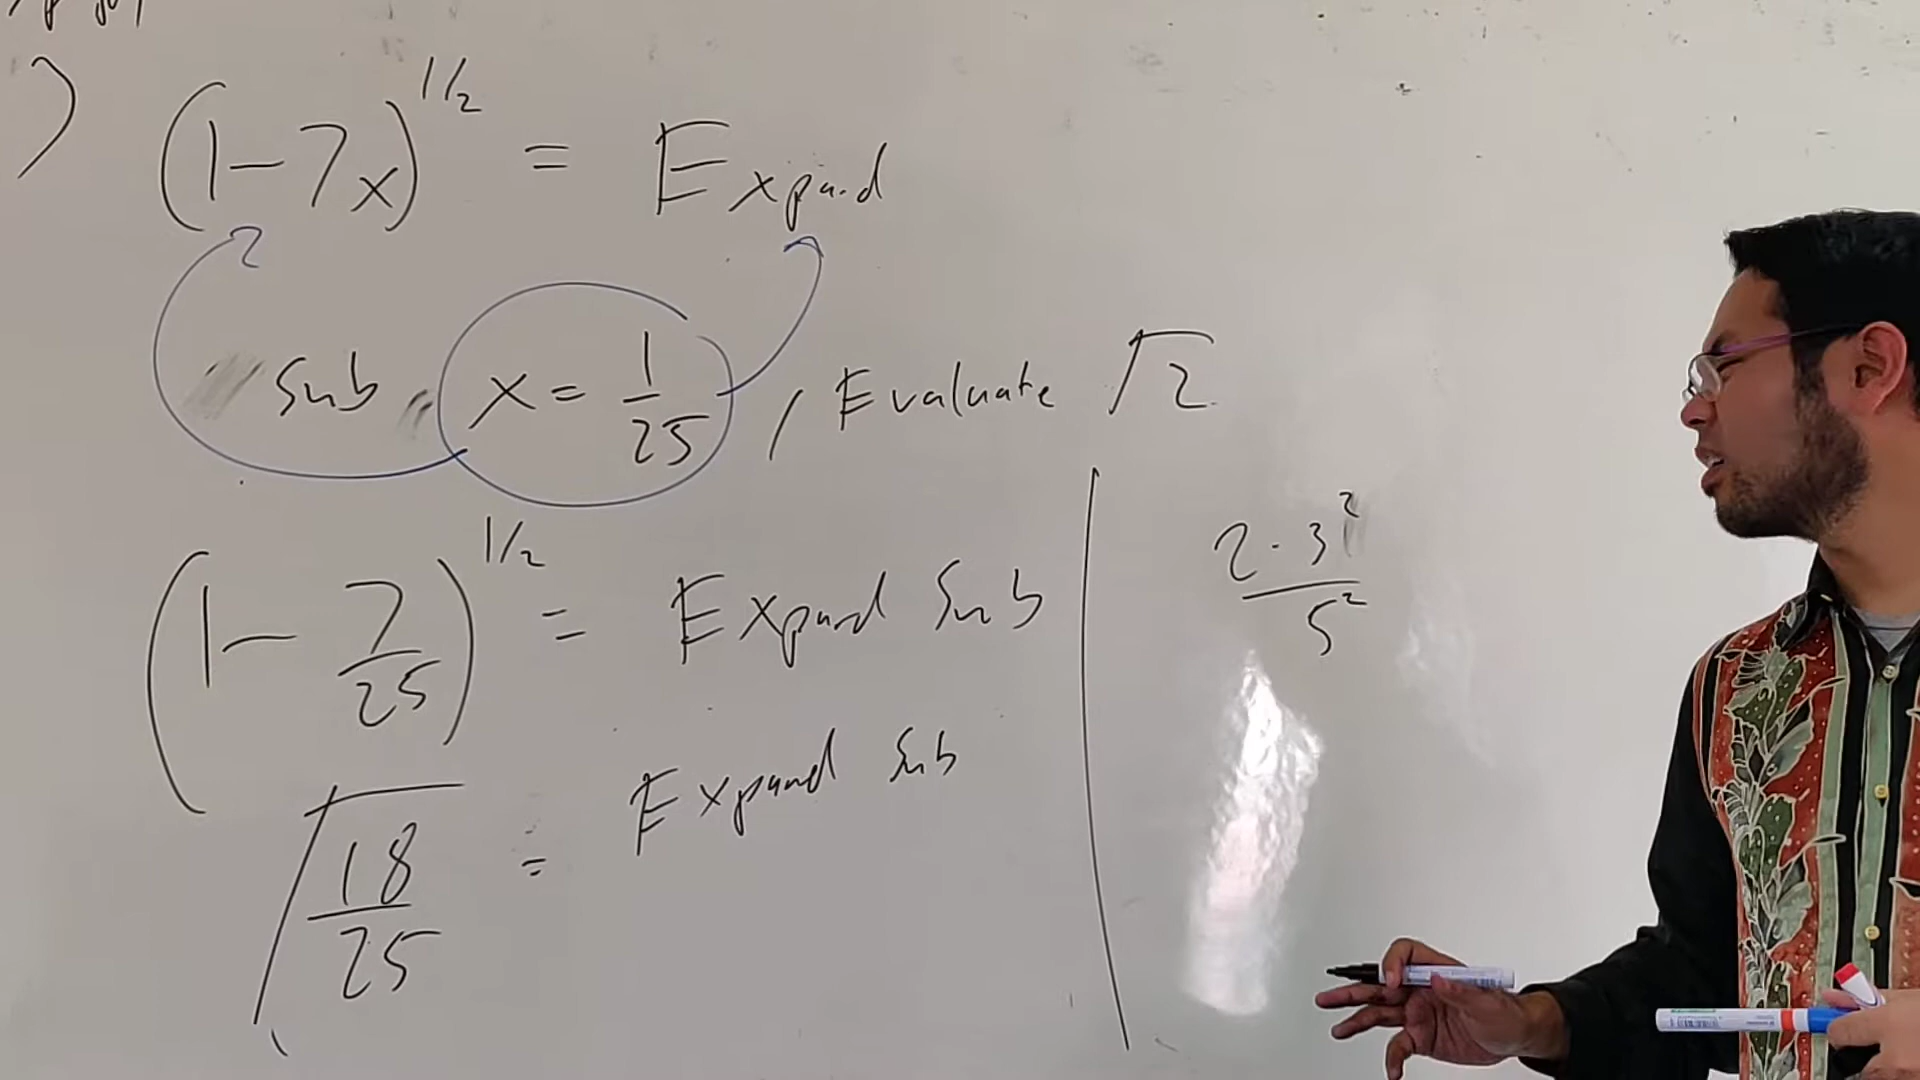 ) (1-7x)^{1/2} = Expand
Sub x = 1/25 , Evaluate √2
(1 - 7/25)^{1/2} = Expand Sub
√(18/25) = Expand Sub
2·3²/5²